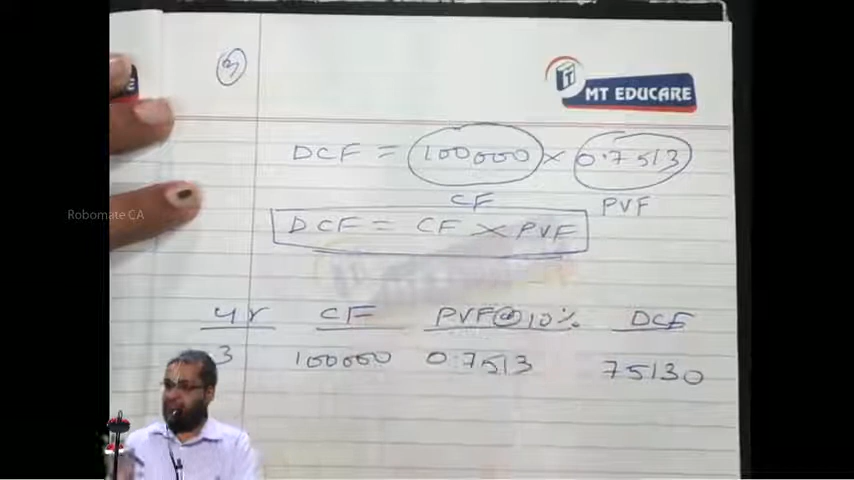 3
MT EDUCARE
DCF = 100000 × 0.7513
CF PVF
DCF = CF × PVF
Robomate CA
Yr CF PVF@10% DCF
3 100000 0.7513 75130